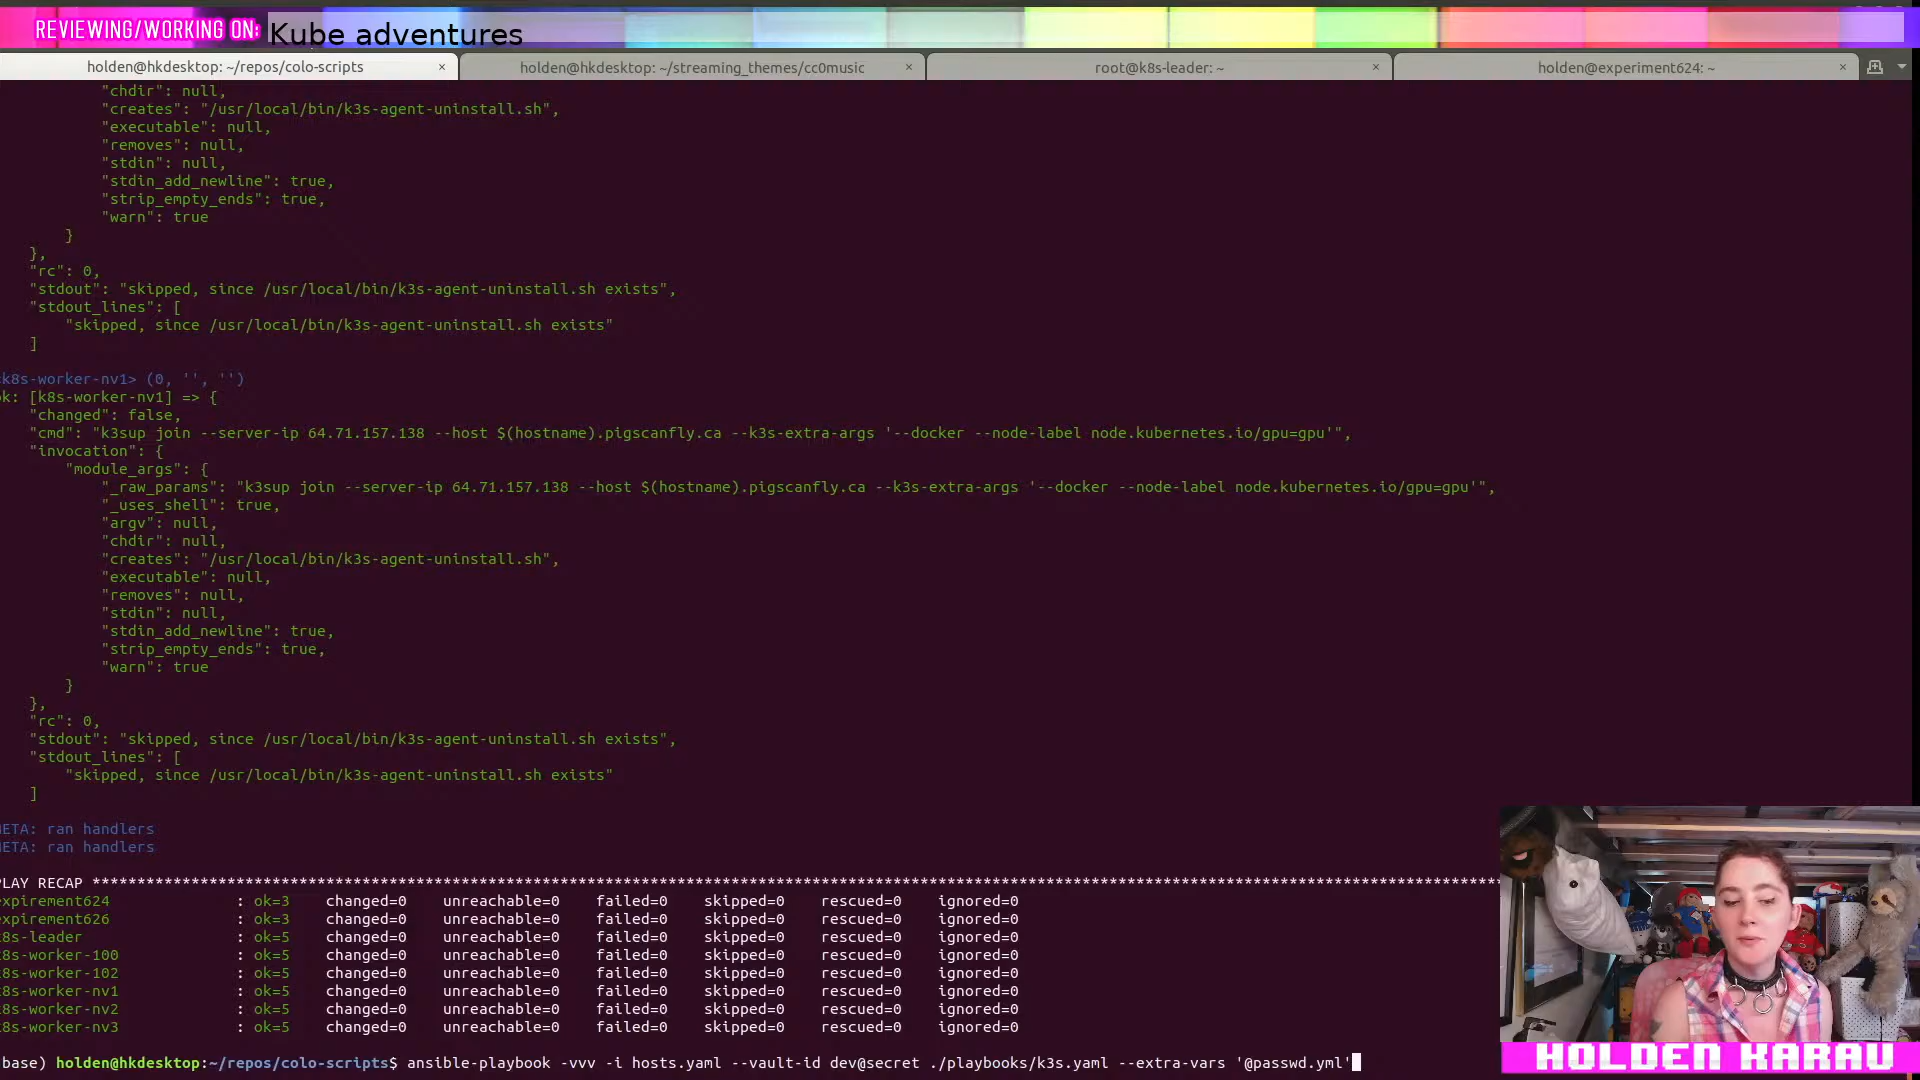 REVIEWING/WORKING ON: Kube adventures
holden@hkdesktop: ~/repos/colo-scripts × holden@hkdesktop: ~/streaming_themes/cc0music × root@k8s-leader: ~ × holden@experiment624: ~ ×
"chdir": null,
"creates": "/usr/local/bin/k3s-agent-uninstall.sh",
"executable": null,
"removes": null,
"stdin": null,
"stdin_add_newline": true,
"strip_empty_ends": true,
"warn": true
}
},
"rc": 0,
"stdout": "skipped, since /usr/local/bin/k3s-agent-uninstall.sh exists",
"stdout_lines": [
"skipped, since /usr/local/bin/k3s-agent-uninstall.sh exists"
]
k8s-worker-nv1> (0, '', '')
ok: [k8s-worker-nv1] => {
"changed": false,
"cmd": "k3sup join --server-ip 64.71.157.138 --host $(hostname).pigscanfly.ca --k3s-extra-args '--docker --node-label node.kubernetes.io/gpu=gpu'",
"invocation": {
"module_args": {
"_raw_params": "k3sup join --server-ip 64.71.157.138 --host $(hostname).pigscanfly.ca --k3s-extra-args '--docker --node-label node.kubernetes.io/gpu=gpu'",
"_uses_shell": true,
"argv": null,
"chdir": null,
"creates": "/usr/local/bin/k3s-agent-uninstall.sh",
"executable": null,
"removes": null,
"stdin": null,
"stdin_add_newline": true,
"strip_empty_ends": true,
"warn": true
}
},
"rc": 0,
"stdout": "skipped, since /usr/local/bin/k3s-agent-uninstall.sh exists",
"stdout_lines": [
"skipped, since /usr/local/bin/k3s-agent-uninstall.sh exists"
]
META: ran handlers
META: ran handlers
PLAY RECAP ************************************************************************************************************************************************************
expirement624 : ok=3 changed=0 unreachable=0 failed=0 skipped=0 rescued=0 ignored=0
expirement626 : ok=3 changed=0 unreachable=0 failed=0 skipped=0 rescued=0 ignored=0
k8s-leader : ok=5 changed=0 unreachable=0 failed=0 skipped=0 rescued=0 ignored=0
k8s-worker-100 : ok=5 changed=0 unreachable=0 failed=0 skipped=0 rescued=0 ignored=0
k8s-worker-102 : ok=5 changed=0 unreachable=0 failed=0 skipped=0 rescued=0 ignored=0
k8s-worker-nv1 : ok=5 changed=0 unreachable=0 failed=0 skipped=0 rescued=0 ignored=0
k8s-worker-nv2 : ok=5 changed=0 unreachable=0 failed=0 skipped=0 rescued=0 ignored=0
k8s-worker-nv3 : ok=5 changed=0 unreachable=0 failed=0 skipped=0 rescued=0 ignored=0
base) holden@hkdesktop:~/repos/colo-scripts$ ansible-playbook -vvv -i hosts.yaml --vault-id dev@secret ./playbooks/k3s.yaml --extra-vars '@passwd.yml'
HOLDEN KARAU